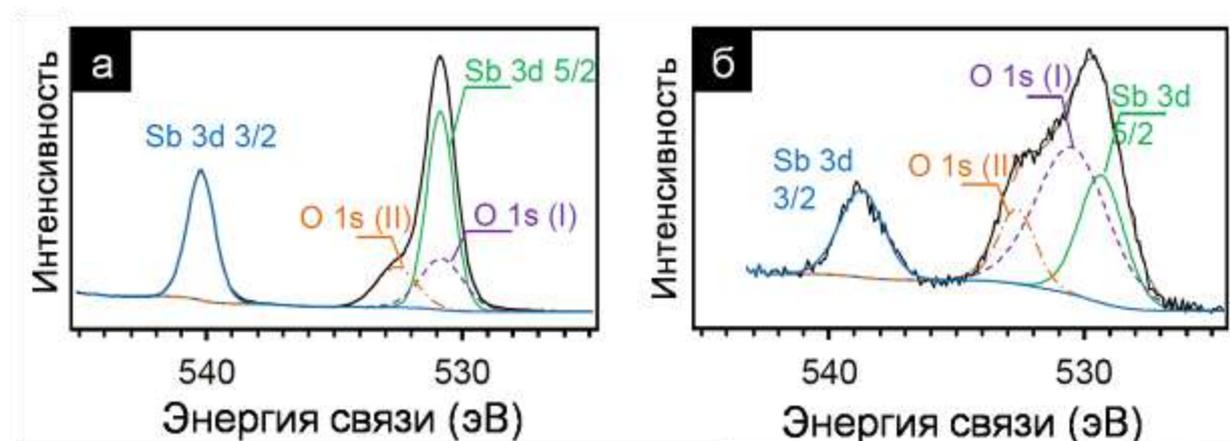 а
Интенсивность
Sb 3d 3/2
Sb 3d 5/2
O 1s (II)
O 1s (I)
540
530
Энергия связи (эВ)
б
Интенсивность
Sb 3d
3/2
O 1s (I)
O 1s (II)
Sb 3d
5/2
540
530
Энергия связи (эВ)